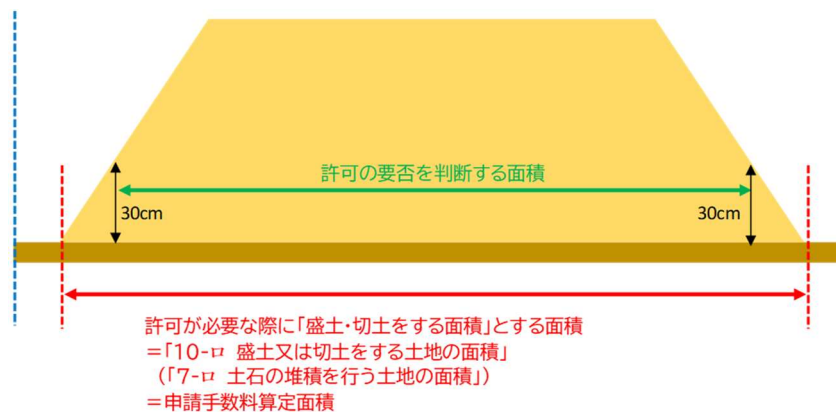 許可の要否を判断する面積
30cm
30cm
許可が必要な際に「盛土・切土をする面積」とする面積
＝「10-ロ 盛土又は切土をする土地の面積」
（「7-ロ 土石の堆積を行う土地の面積」）
＝申請手数料算定面積